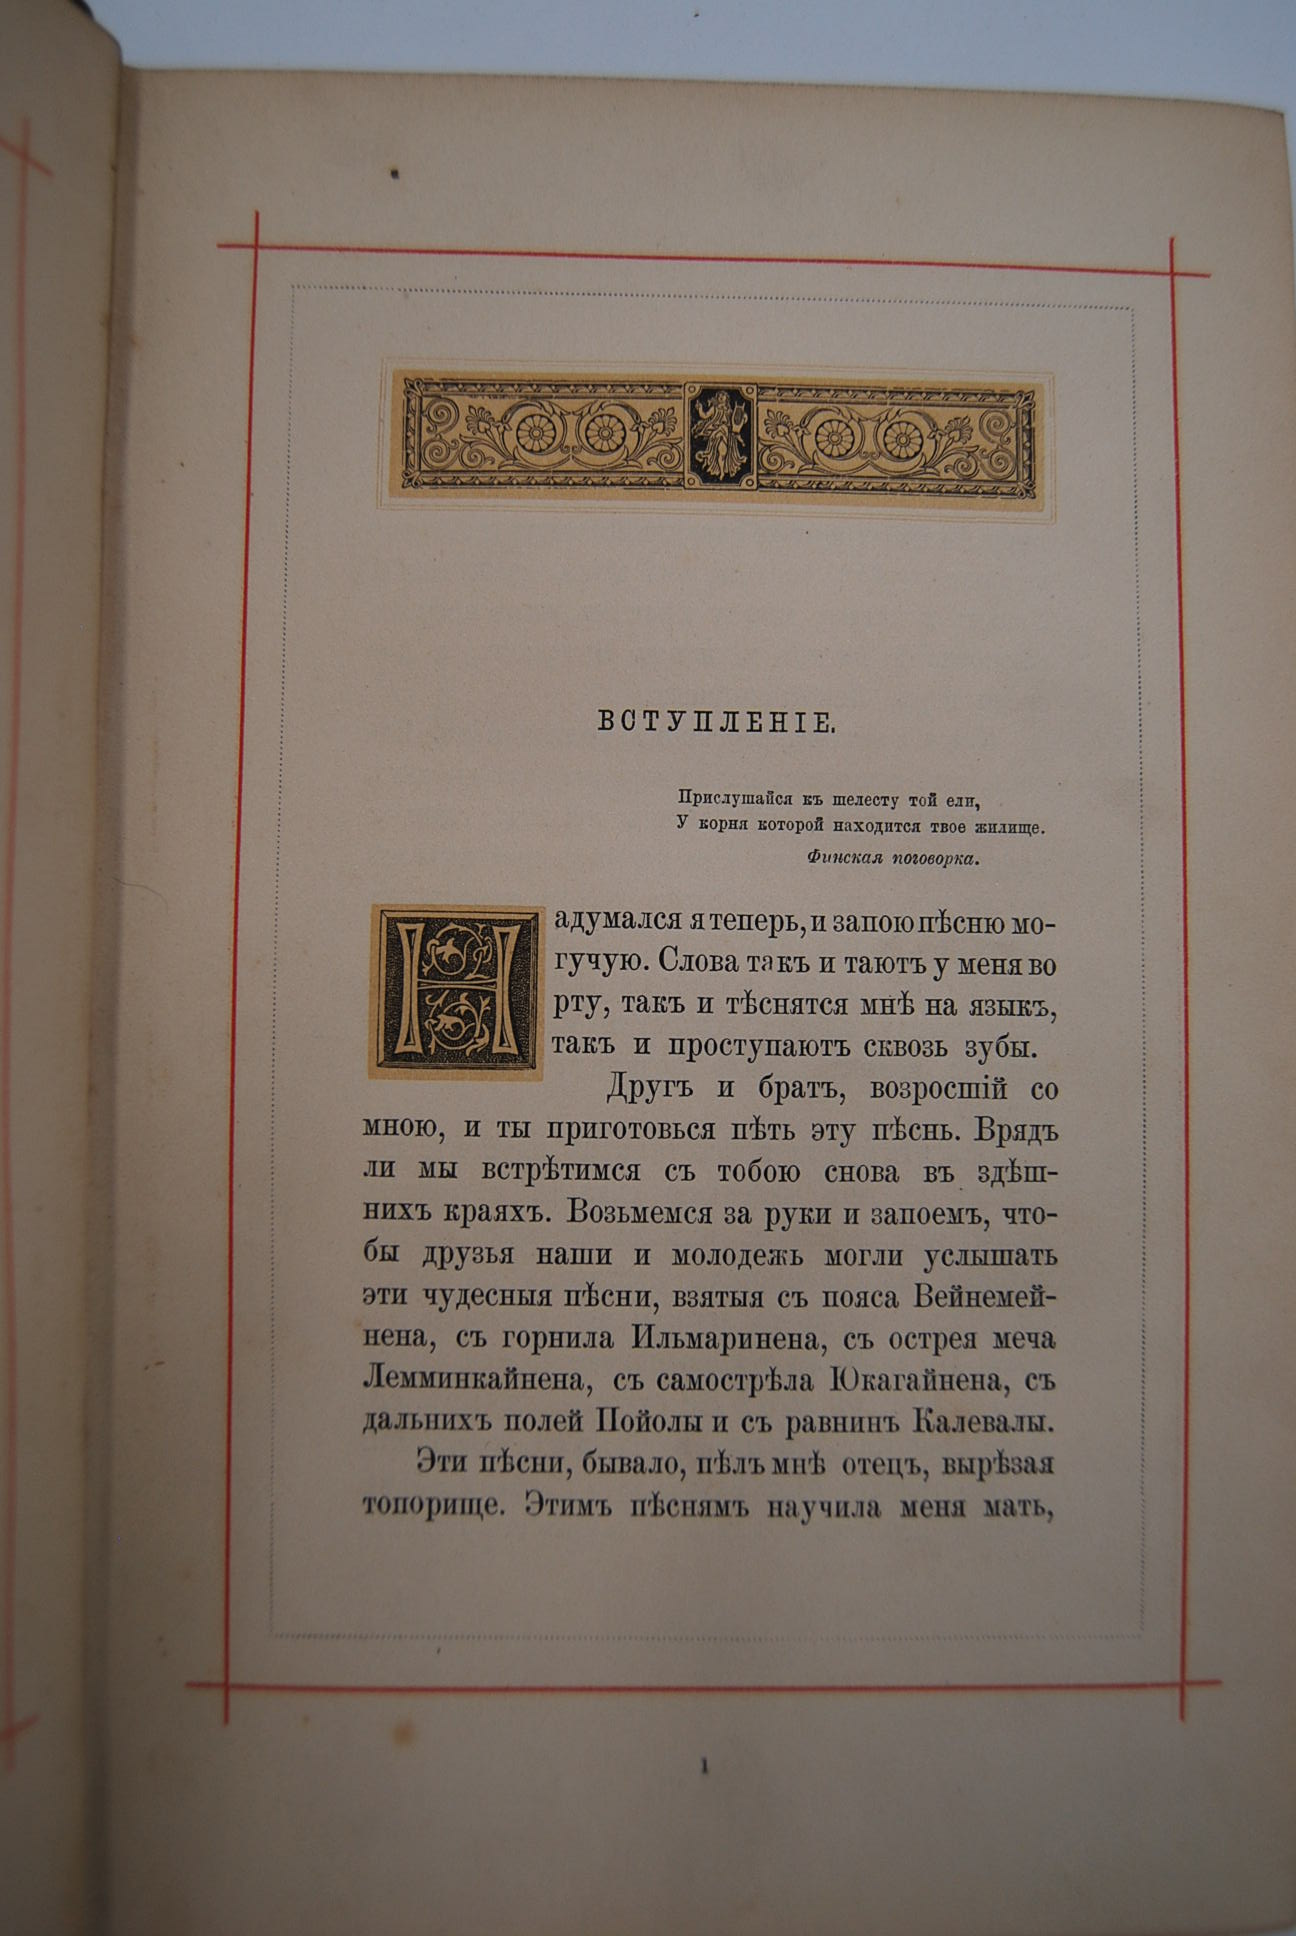 ВСТУПЛЕНІЕ.
Прислушайся къ шелесту той ели,
У корня которой находится твое жилище.
Финская поговорка.
Надумался я теперь, и запою пѣсню мо-
гучую. Слова такъ и таютъ у меня во
рту, такъ и тѣснятся мнѣ на языкъ,
такъ и проступаютъ сквозь зубы.
Другъ и братъ, возросшій со
мною, и ты приготовься пѣть эту пѣснь. Врядъ
ли мы встрѣтимся съ тобою снова въ здѣш-
нихъ краяхъ. Возьмемся за руки и запоемъ, что-
бы друзья наши и молодежь могли услышать
эти чудесныя пѣсни, взятыя съ пояса Вейнемей-
нена, съ горнила Ильмаринена, съ острея меча
Лемминкайнена, съ самострѣла Юкагайнена, съ
дальнихъ полей Пойолы и съ равнинъ Калевалы.
Эти пѣсни, бывало, пѣлъ мнѣ отецъ, вырѣзая
топорище. Этимъ пѣснямъ научила меня мать,
1